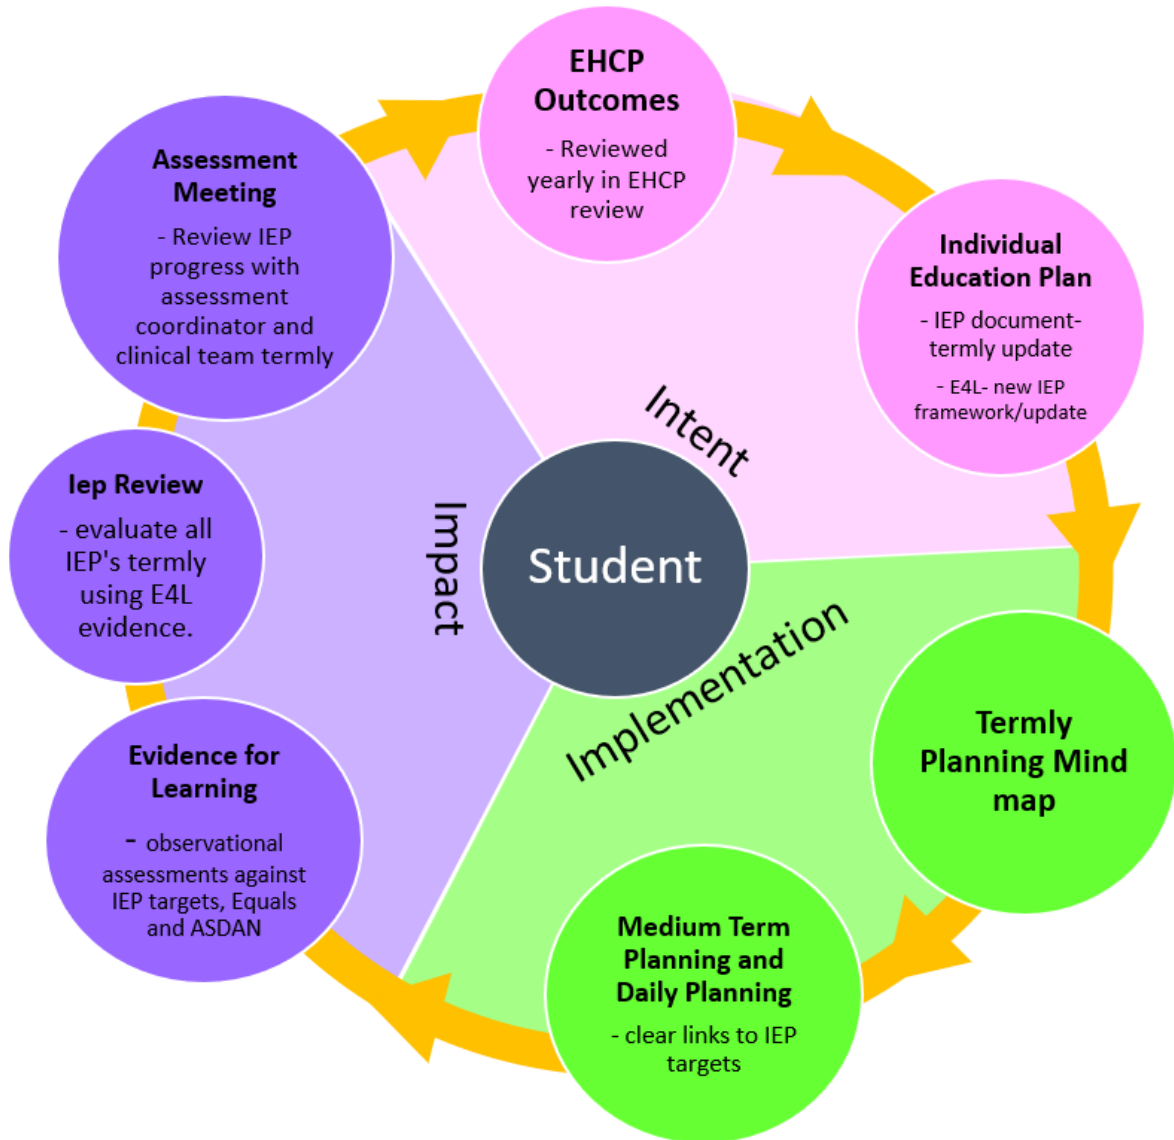 EHCP
Outcomes
- Reviewed
yearly in EHCP
review
Individual
Education Plan
- IEP document-
termly update
- E4L- new IEP
framework/update
Termly
Planning Mind
map
Medium Term
Planning and
Daily Planning
- clear links to IEP
targets
Evidence for
Learning
- observational
assessments against
IEP targets, Equals
and ASDAN
Iep Review
- evaluate all
IEP's termly
using E4L
evidence.
Assessment
Meeting
- Review IEP
progress with
assessment
coordinator and
clinical team termly
Intent
Implementation
Impact
Student